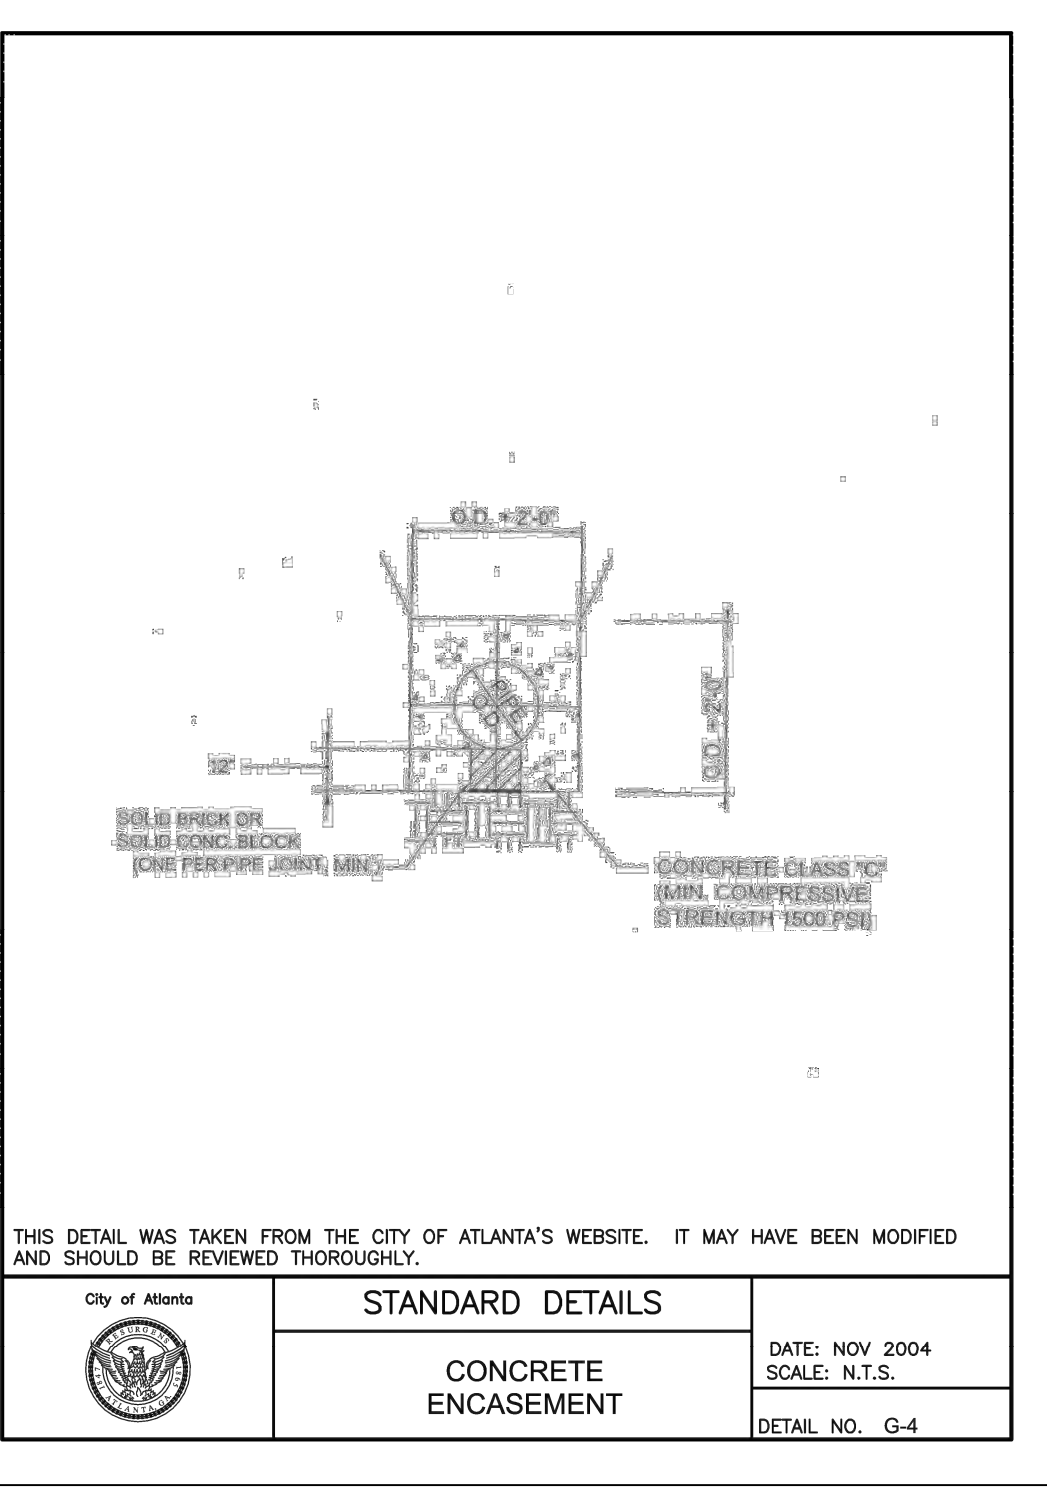 O.D. + 2'-0"
PIPE
O.D.
O.D. + 2'-0"
12"
SOLID BRICK OR
SOLID CONC. BLOCK
(ONE PER PIPE JOINT, MIN.)
CONCRETE CLASS "C"
(MIN. COMPRESSIVE
STRENGTH 1500 PSI)
THIS DETAIL WAS TAKEN FROM THE CITY OF ATLANTA'S WEBSITE. IT MAY HAVE BEEN MODIFIED
AND SHOULD BE REVIEWED THOROUGHLY.
City of Atlanta
RESURGENS
1847 ATLANTA, GA. 1865
STANDARD DETAILS
CONCRETE
ENCASEMENT
DATE: NOV 2004
SCALE: N.T.S.
DETAIL NO. G-4